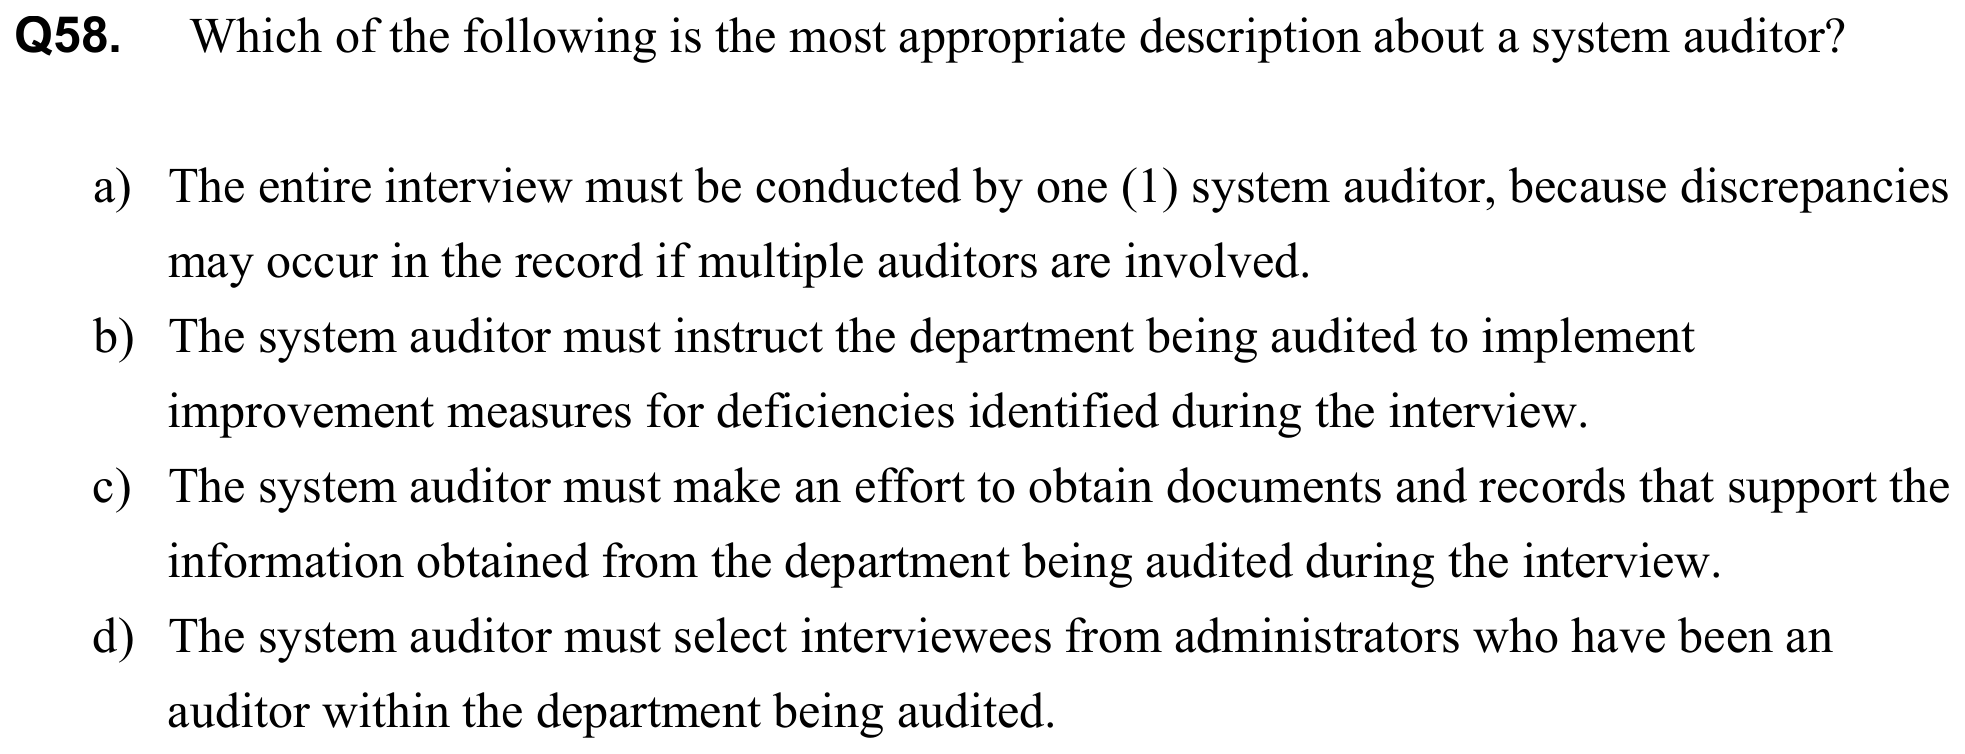 Q58. Which of the following is the most appropriate description about a system auditor?
a) The entire interview must be conducted by one (1) system auditor, because discrepancies
may occur in the record if multiple auditors are involved.
b) The system auditor must instruct the department being audited to implement
improvement measures for deficiencies identified during the interview.
c) The system auditor must make an effort to obtain documents and records that support the
information obtained from the department being audited during the interview.
d) The system auditor must select interviewees from administrators who have been an
auditor within the department being audited.